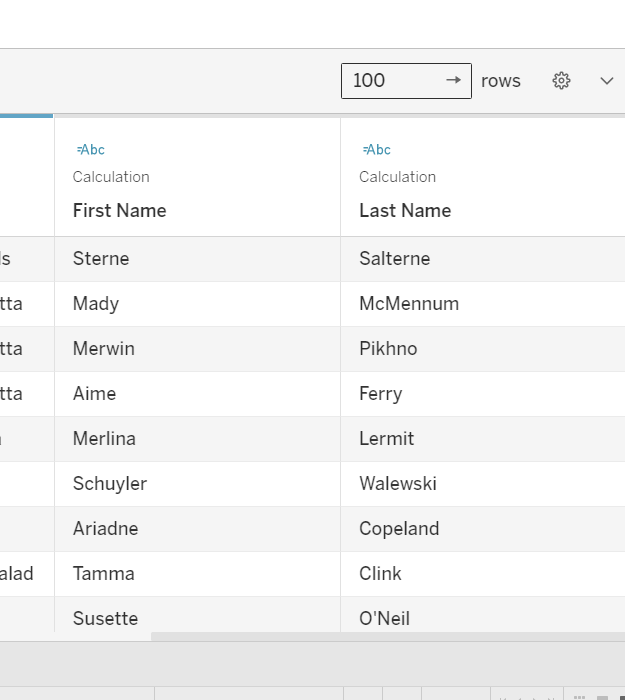 100 rows
=Abc =Abc
Calculation Calculation
First Name Last Name
ls Sterne Salterne
tta Mady McMennum
tta Merwin Pikhno
tta Aime Ferry
Merlina Lermit
Schuyler Walewski
Ariadne Copeland
alad Tamma Clink
Susette O'Neil